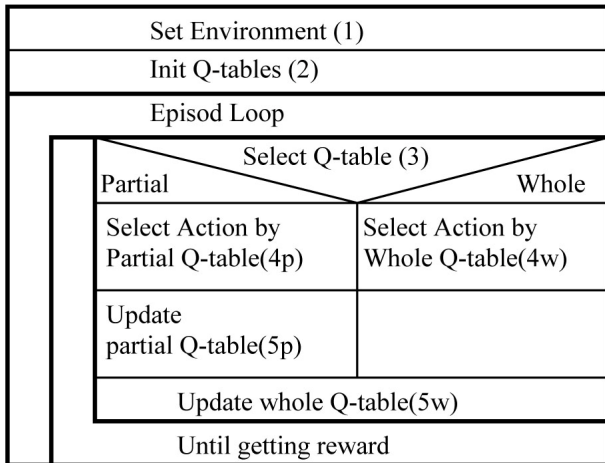 Set Environment (1)
Init Q-tables (2)
Episod Loop
Select Q-table (3)
Partial
Whole
Select Action by
Partial Q-table(4p)
Select Action by
Whole Q-table(4w)
Update
partial Q-table(5p)
Update whole Q-table(5w)
Until getting reward